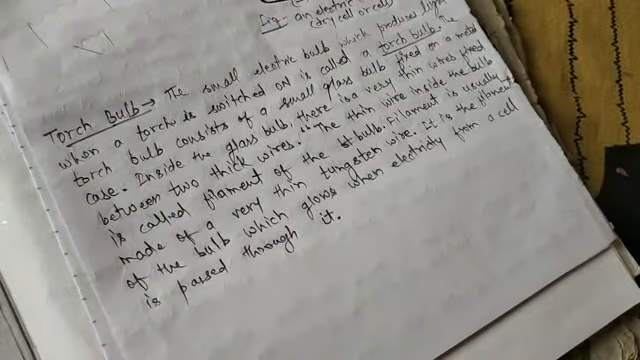 Fig: an electric
(dry cell or cell)
Torch Bulb → The small electric bulb which produces light
when a torch is switched on is called a torch bulb. The
torch bulb consists of a small glass bulb fixed on a metal
case. Inside the glass bulb, there is a very thin wires fixed
between two thick wires. The thin wire inside the bulb
is called filament of the bulb. Filament is usually
made of a very thin tungsten wire. It is the filament
of the bulb which glows when electricity from a cell
is passed through it.